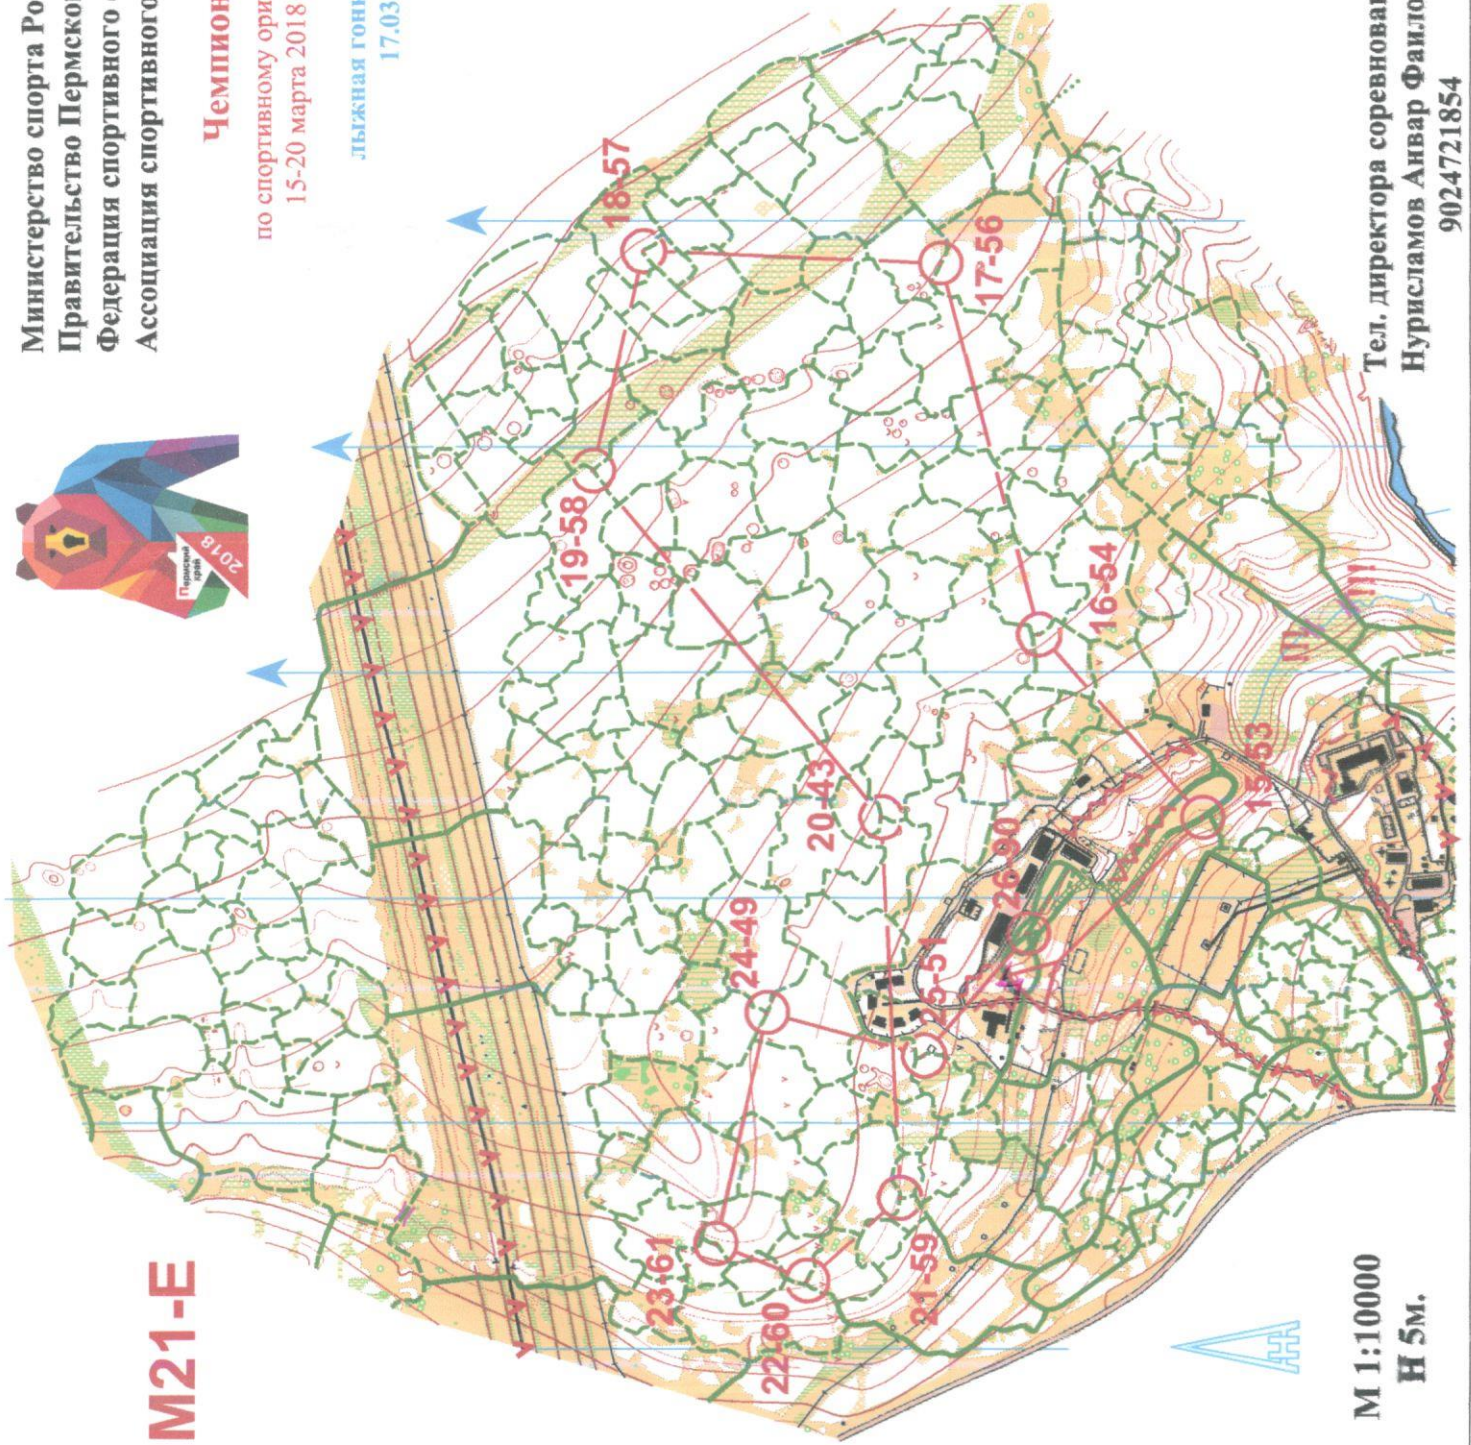 Министерство спорта Ро
Правительство Пермско
Федерация спортивного
Ассоциация спортивного
Чемпион
по спортивному ори
15-20 марта 2018
лыжная гон
17.03
Пермский
край
2018
M21-E
18-57
17-56
19-58
16-54
20-43
15-53
24-49
26-90
25-51
23-61
22-60
21-59
М 1:10000
Н 5м.
Тел. директора соревнован
Нурисламов Анвар Фаило
9024721854